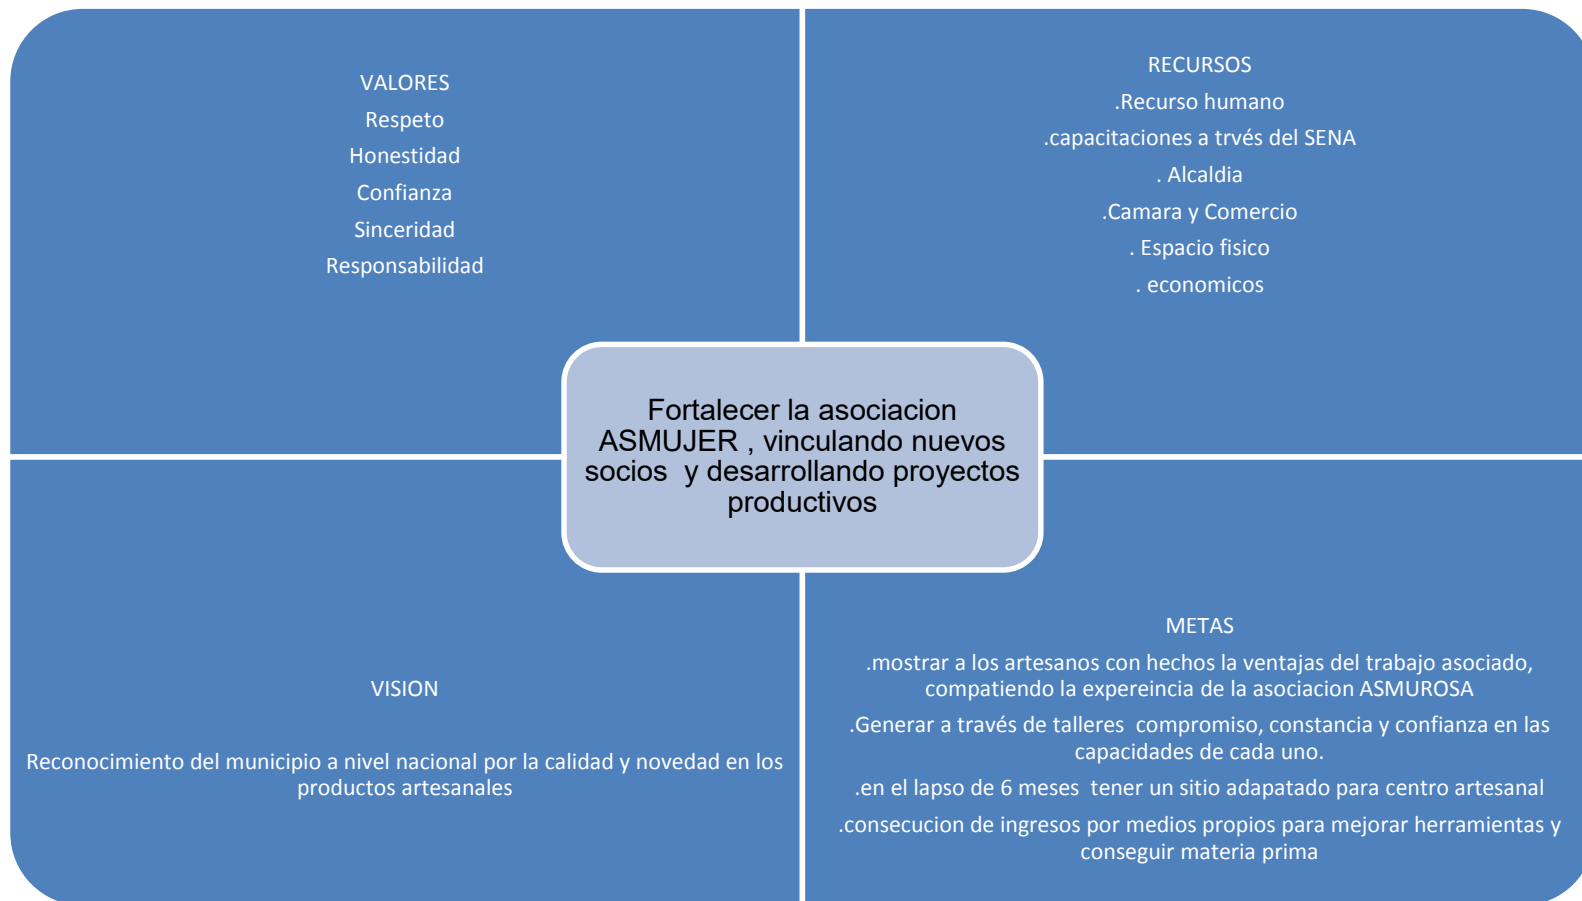 VALORES
Respeto
Honestidad
Confianza
Sinceridad
Responsabilidad
RECURSOS
.Recurso humano
.capacitaciones a trvés del SENA
. Alcaldia
.Camara y Comercio
. Espacio fisico
. economicos
Fortalecer la asociacion
ASMUJER , vinculando nuevos
socios  y desarrollando proyectos
productivos
VISION
Reconocimiento del municipio a nivel nacional por la calidad y novedad en los
productos artesanales
METAS
.mostrar a los artesanos con hechos la ventajas del trabajo asociado,
compatiendo la expereincia de la asociacion ASMUROSA
.Generar a través de talleres  compromiso, constancia y confianza en las
capacidades de cada uno.
.en el lapso de 6 meses  tener un sitio adapatado para centro artesanal
.consecucion de ingresos por medios propios para mejorar herramientas y
conseguir materia prima